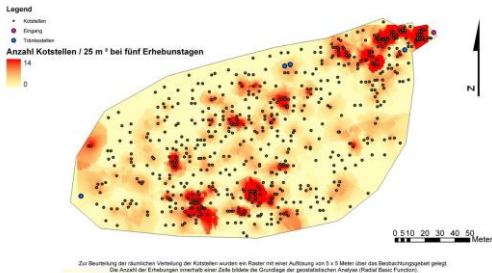 Legend
Kotstellen
Eingang
Tränkestellen
Anzahl Kotstellen / 25 m ² bei fünf Erhebunstagen
14
0
N
0 5 10 20 30 40 50
Meter
Zur Beurteilung der räumlichen Verteilung der Kotstellen wurden ein Raster mit einer Auflösung von 5 x 5 Meter über das Beobachtungsgebiet gelegt.
Die Anzahl der Erhebungen innerhalb einer Zelle bildete die Grundlage der geostatistischen Analyse (Radial Basic Function).